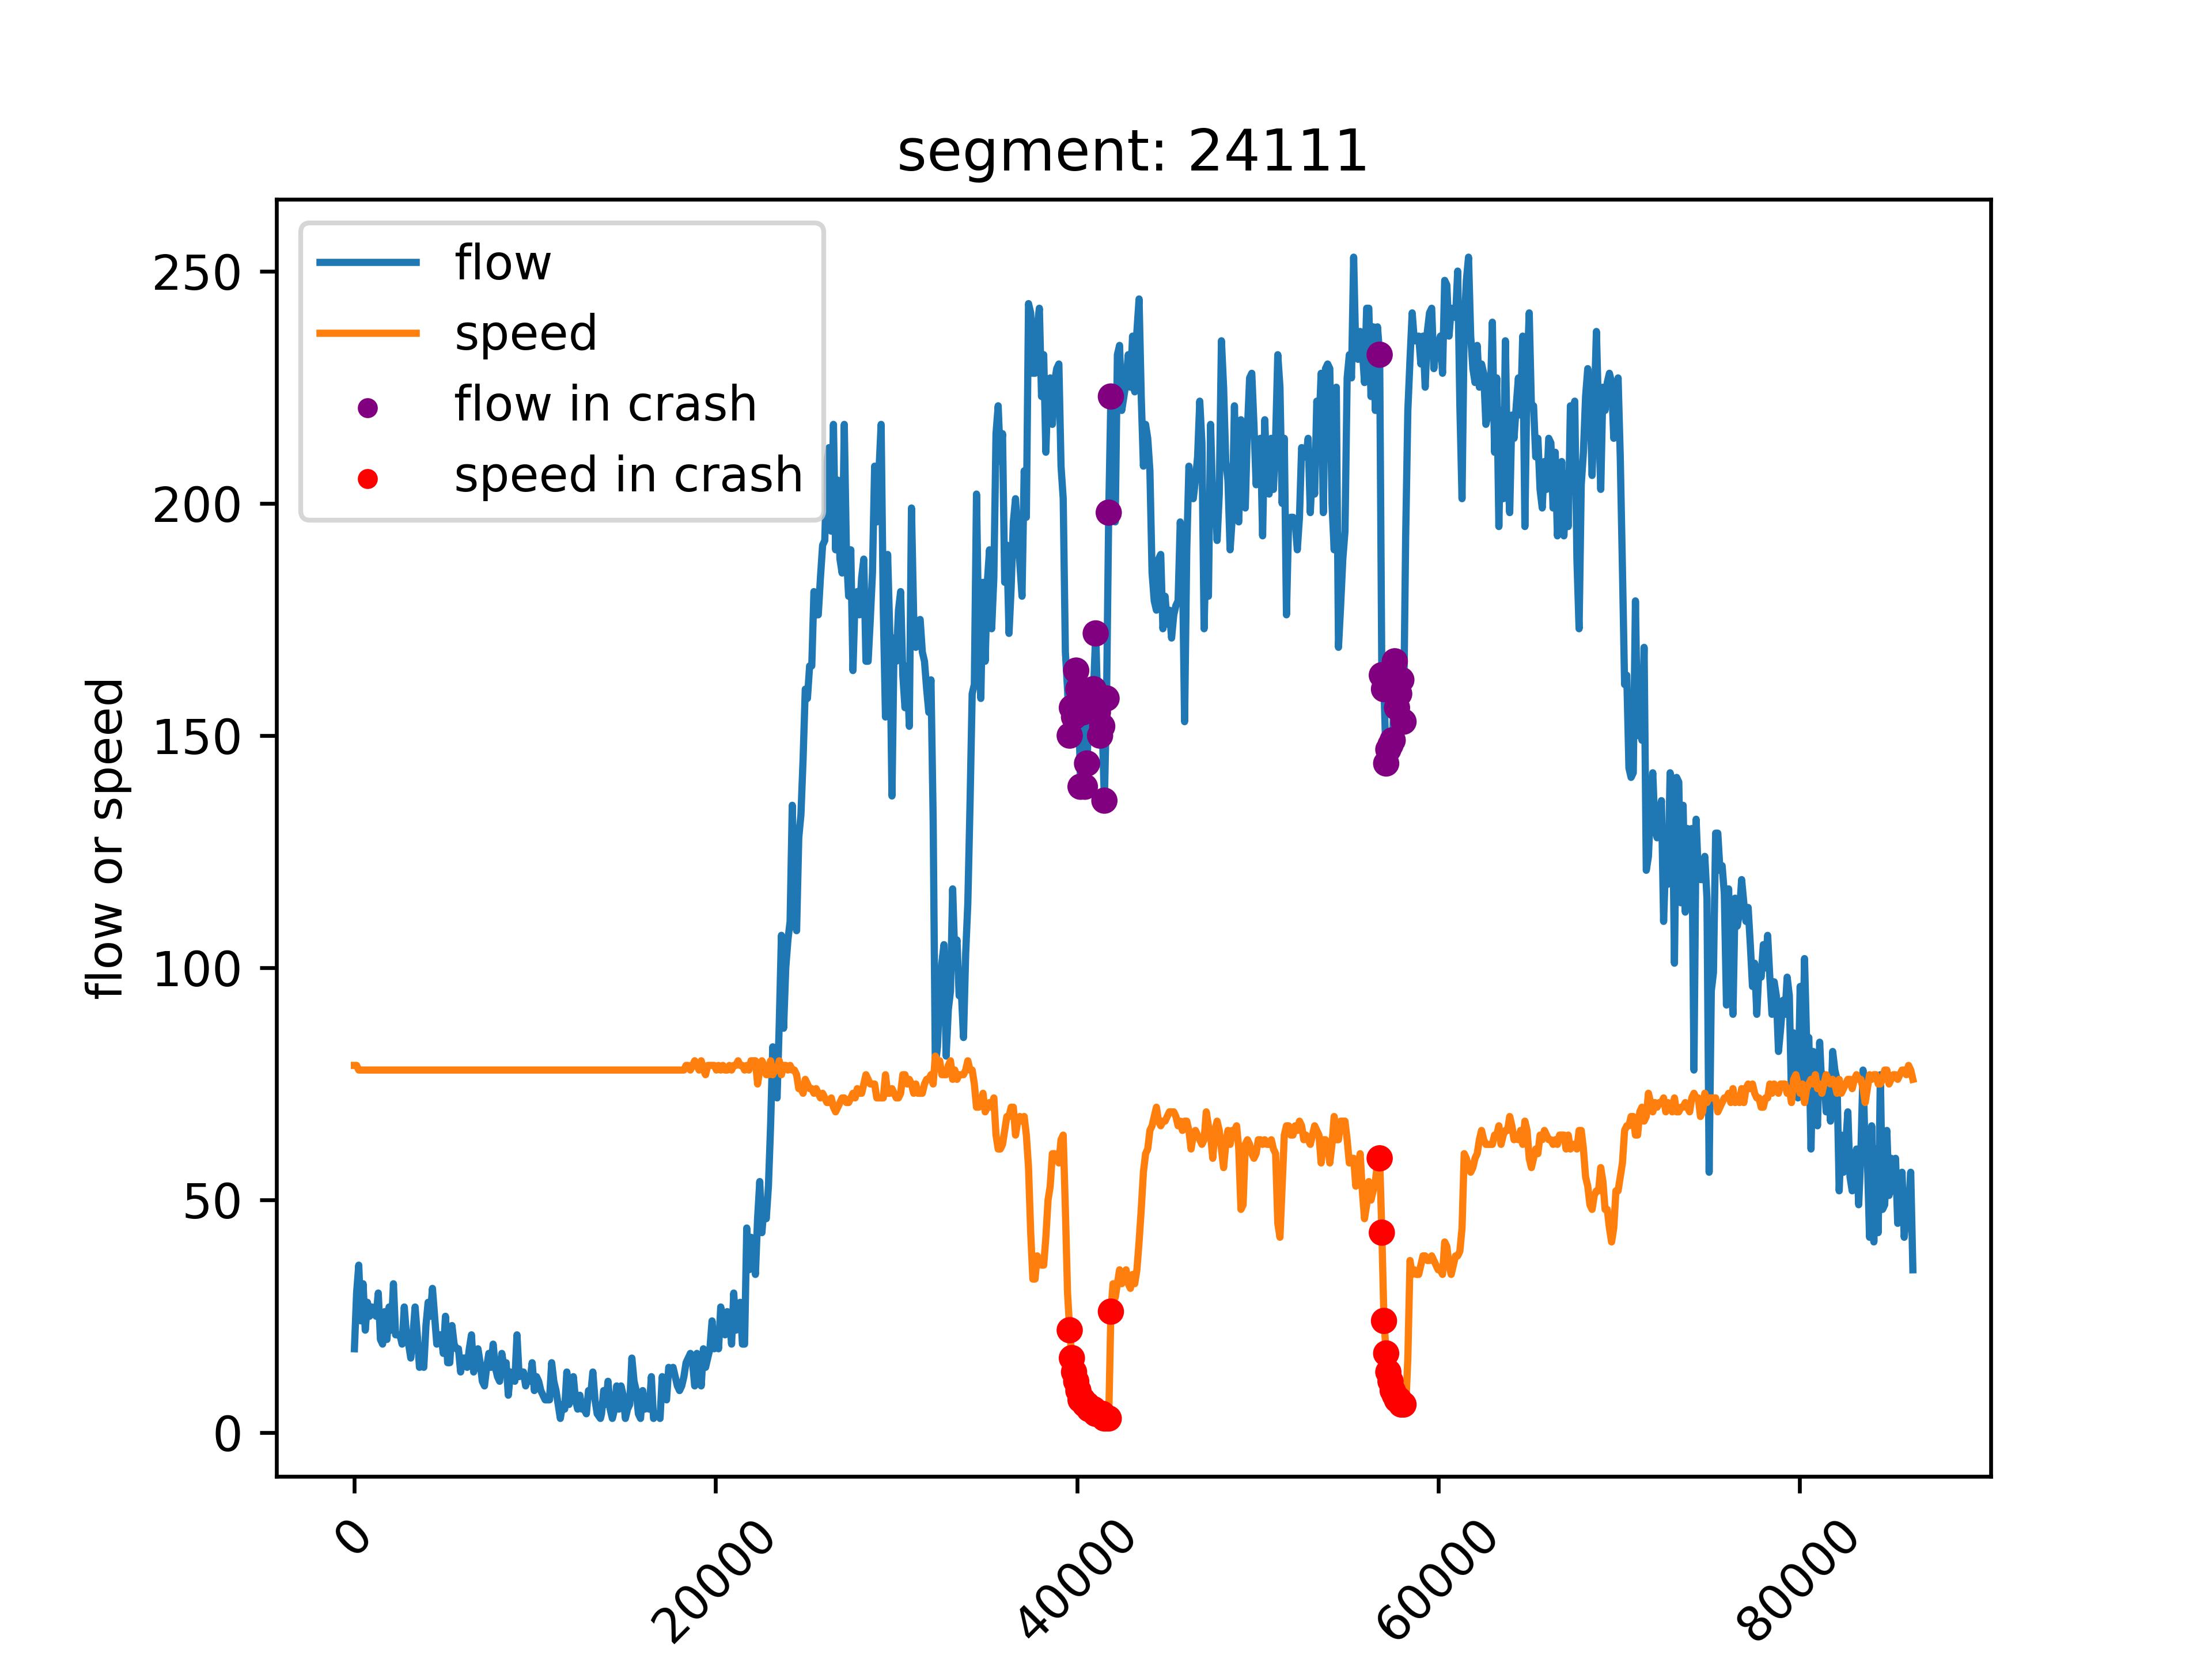 segment: 24111
flow
speed
flow in crash
speed in crash
250
200
150
100
50
0
flow or speed
0
20000
40000
60000
80000